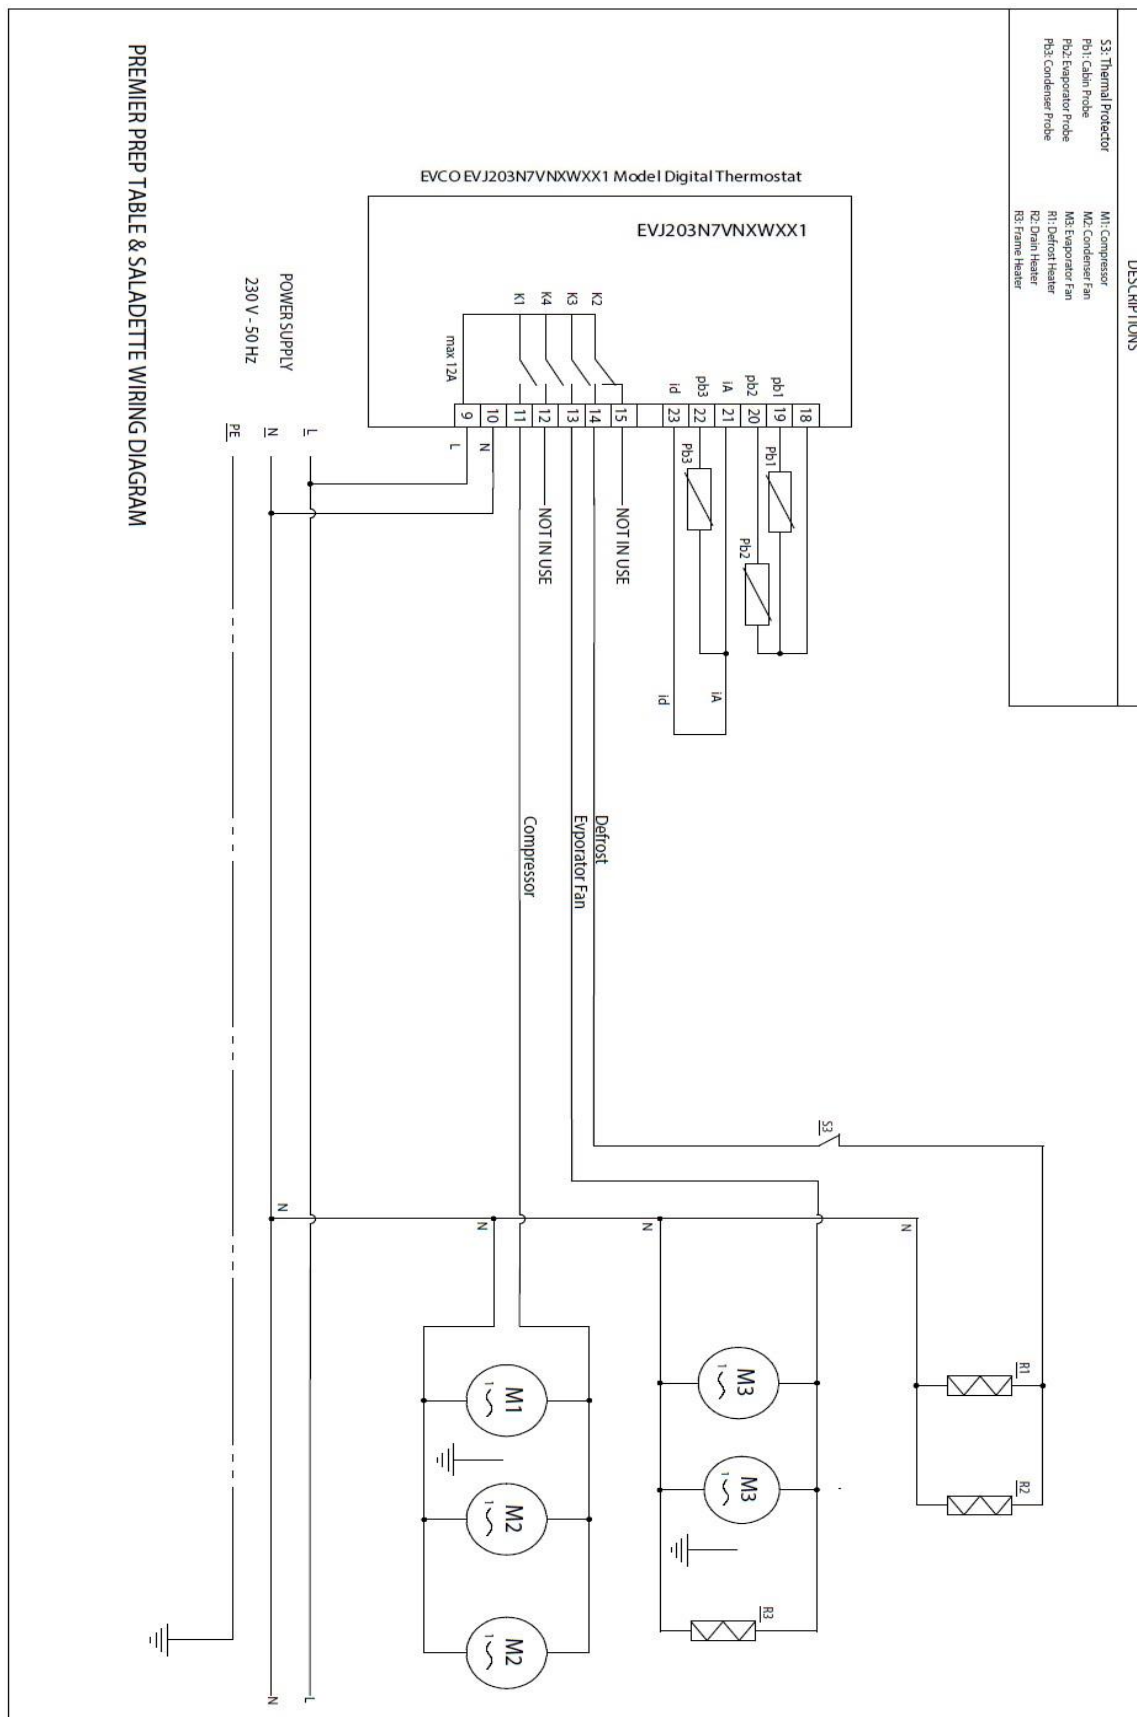 DESCRIPTIONS
S3: Thermal Protector
Pb1: Cabin Probe
Pb2: Evaporator Probe
Pb3: Condenser Probe
M1: Compressor
M2: Condenser Fan
M3: Evaporator Fan
R1: Defrost Heater
R2: Drain Heater
R3: Frame Heater
EVCO EVJ203N7VNXWXX1 Model Digital Thermostat
EVJ203N7VNXWXX1
K1
K4
K3
K2
max 12A
id
pb3
iA
pb2
pb1
9
10
11
12
13
14
15
23
22
21
20
19
18
L
N
Pb3
Pb1
Pb2
NOT IN USE
NOT IN USE
id
iA
POWER SUPPLY
230 V - 50 Hz
PE
N
L
PREMIER PREP TABLE & SALADETTE WIRING DIAGRAM
Defrost
Evporator Fan
Compressor
S3
N
N
N
N
R1
R2
M3
1
M3
1
M1
1
M2
1
M2
1
R3
N
L